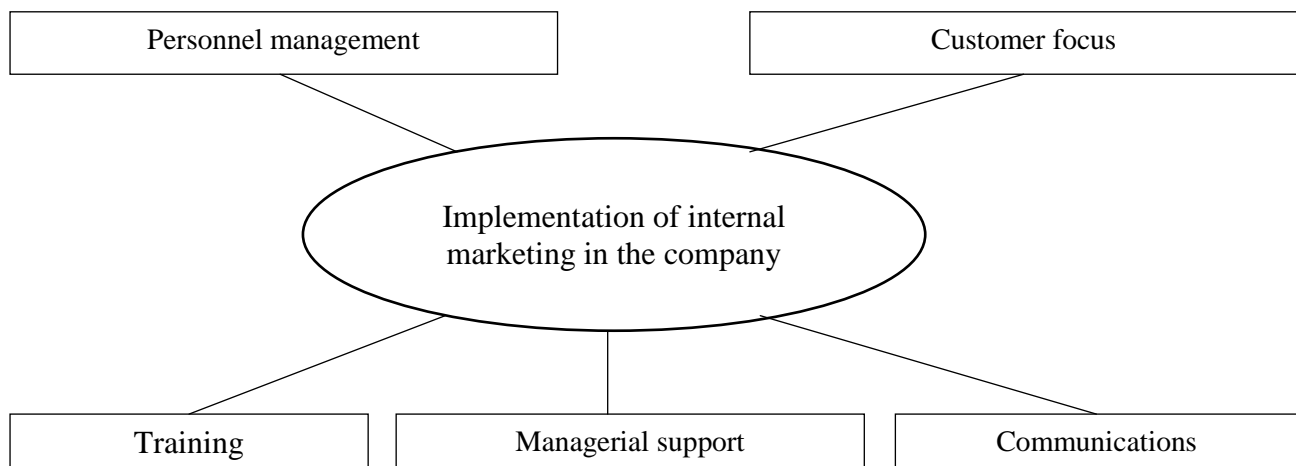 Personnel management
Customer focus
Implementation of internal
marketing in the company
Training
Managerial support
Communications